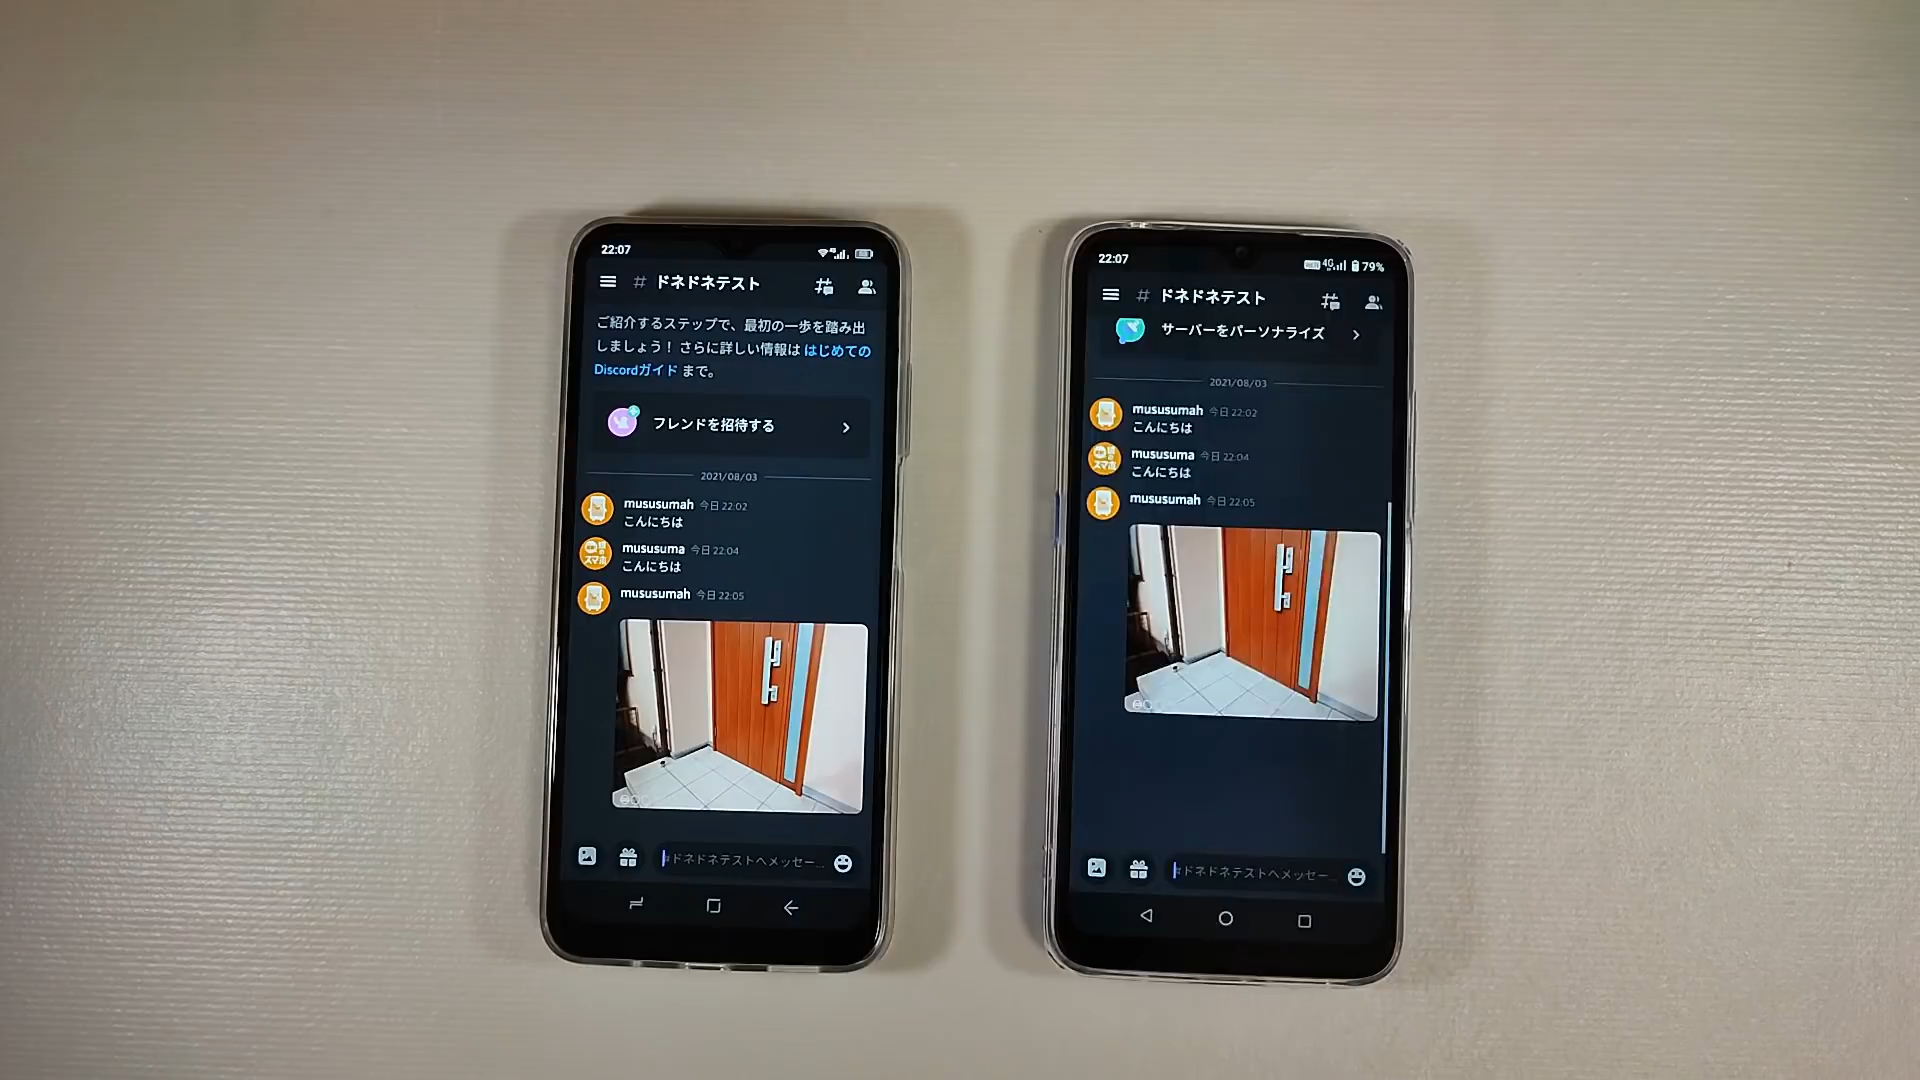 22:07
# ドネドネテスト
ご紹介するステップで、最初の一歩を踏み出
しましょう！ さらに詳しい情報は はじめての
Discordガイド まで。
フレンドを招待する
2021/08/03
mususumah 今日 22:02
こんにちは
mususuma 今日 22:04
こんにちは
mususumah 今日 22:05
#ドネドネテストへメッセー...
22:07
4G 79%
# ドネドネテスト
サーバーをパーソナライズ
2021/08/03
mususumah 今日 22:02
こんにちは
mususuma 今日 22:04
こんにちは
mususumah 今日 22:05
#ドネドネテストへメッセー...